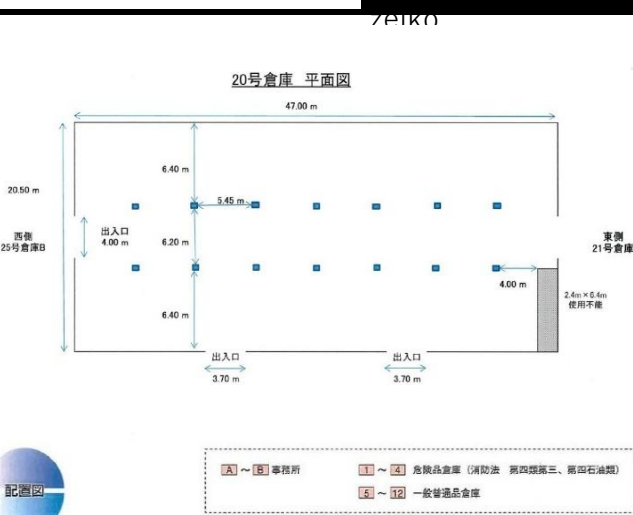 zeiko
20号倉庫 平面図
47.00 m
6.40 m
20.50 m
5.45 m
西側
25号倉庫B
出入口
4.00 m
6.20 m
東側
21号倉庫
4.00 m
2.4m×6.4m
使用不能
6.40 m
出入口
3.70 m
出入口
3.70 m
配置図
A ～ B 事務所
1 ～ 4 危険品倉庫（消防法 第四類第三、第四石油類）
5 ～ 12 一般普通品倉庫